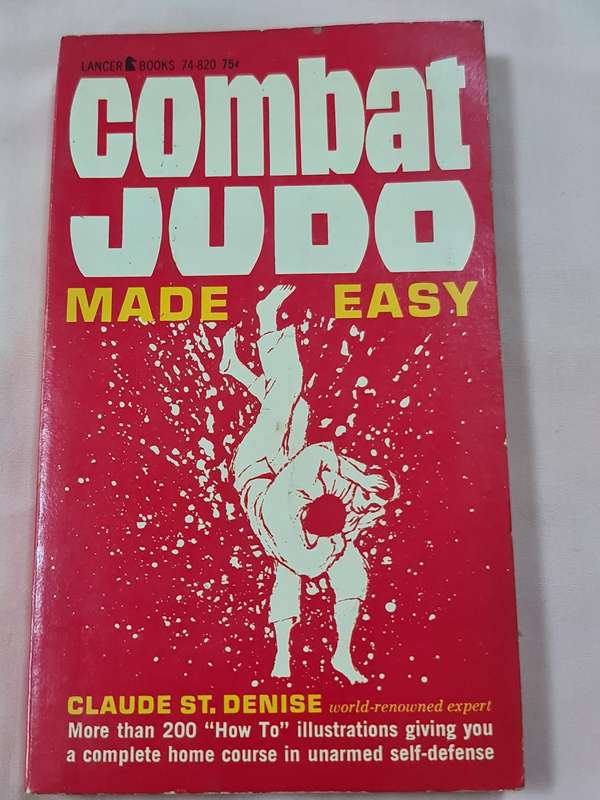 LANCER BOOKS 74-820 75¢
combat
JUDO
MADE EASY
CLAUDE ST. DENISE world-renowned expert
More than 200 "How To" illustrations giving you
a complete home course in unarmed self-defense